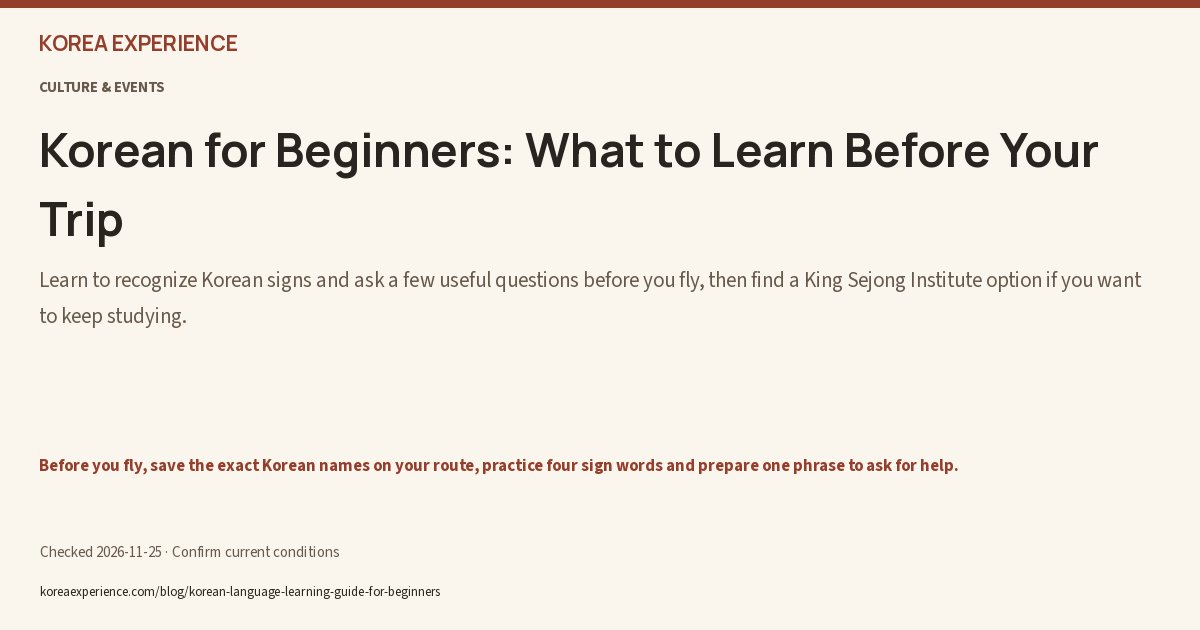 KOREA EXPERIENCE
CULTURE & EVENTS
Korean for Beginners: What to Learn Before Your
Trip
Learn to recognize Korean signs and ask a few useful questions before you fly, then find a King Sejong Institute option if you want
to keep studying.
Before you fly, save the exact Korean names on your route, practice four sign words and prepare one phrase to ask for help.
Checked 2026-11-25 · Confirm current conditions
koreaexperience.com/blog/korean-language-learning-guide-for-beginners